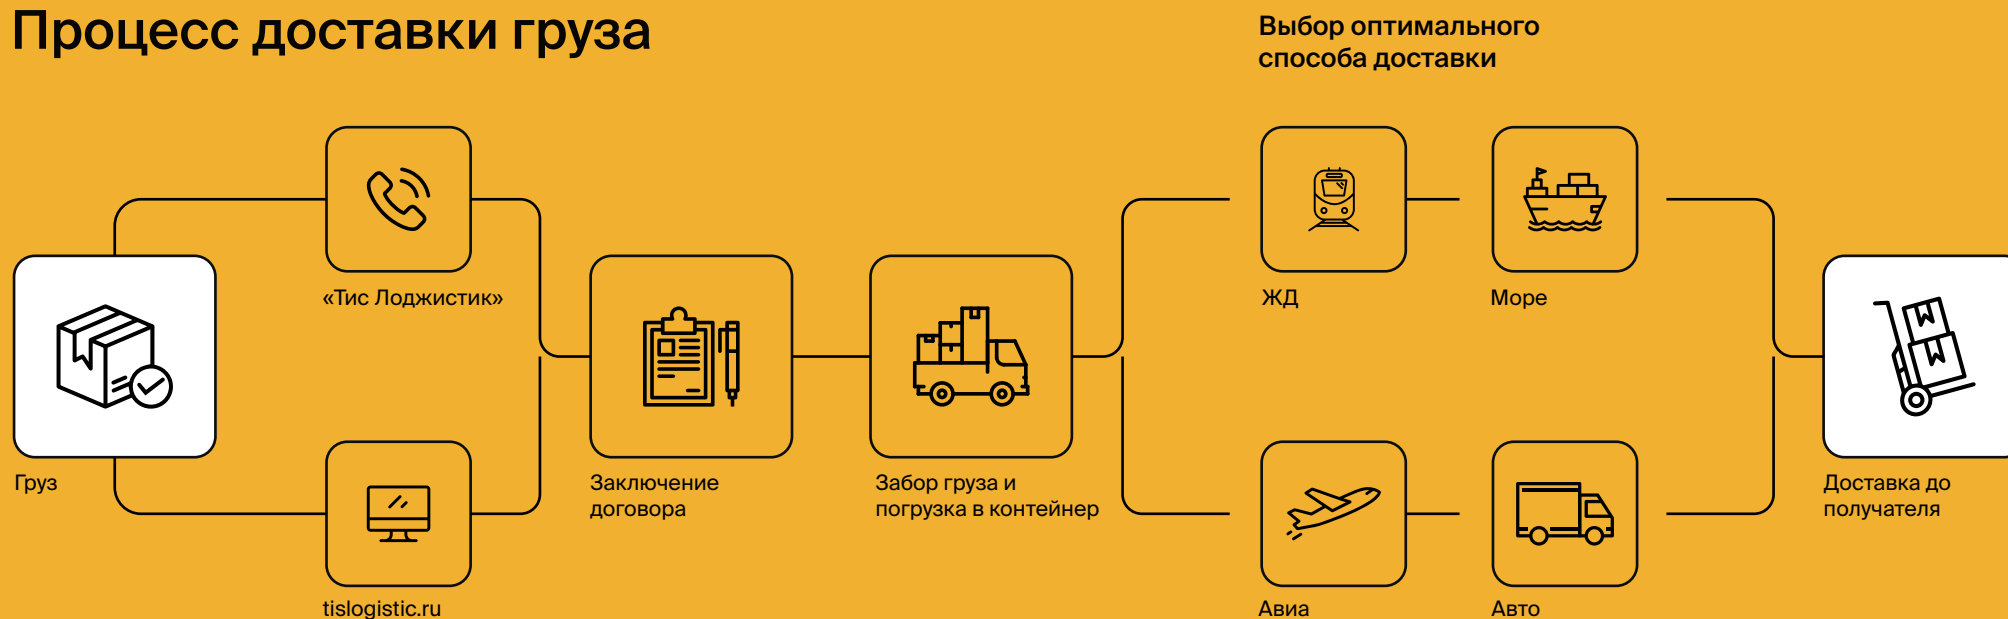 Процесс доставки груза
Выбор оптимального
способа доставки
«Тис Лоджистик»
ЖД
Море
Груз
Заключение
договора
Забор груза и
погрузка в контейнер
Доставка до
получателя
tislogistic.ru
Авиа
Авто